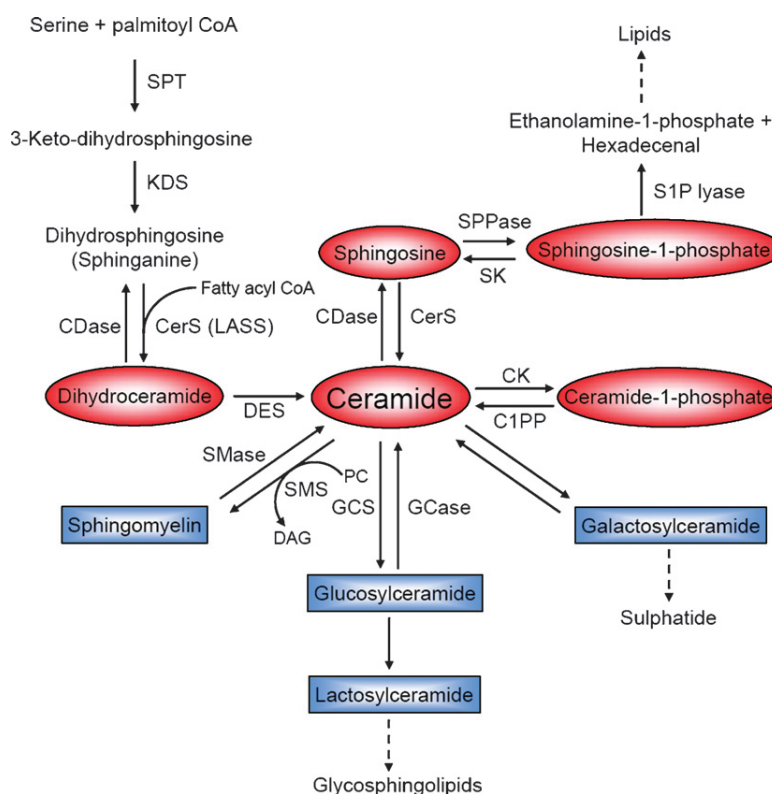 Serine + palmitoyl CoA
SPT
3-Keto-dihydrosphingosine
KDS
Dihydrosphingosine
(Sphinganine)
Fatty acyl CoA
CDase
CerS (LASS)
Dihydroceramide
DES
Lipids
Ethanolamine-1-phosphate +
Hexadecenal
S1P lyase
Sphingosine
SPPase
SK
Sphingosine-1-phosphate
CDase
CerS
Ceramide
CK
C1PP
Ceramide-1-phosphate
SMase
SMS
PC
DAG
Sphingomyelin
GCS
GCase
Galactosylceramide
Sulphatide
Glucosylceramide
Lactosylceramide
Glycosphingolipids